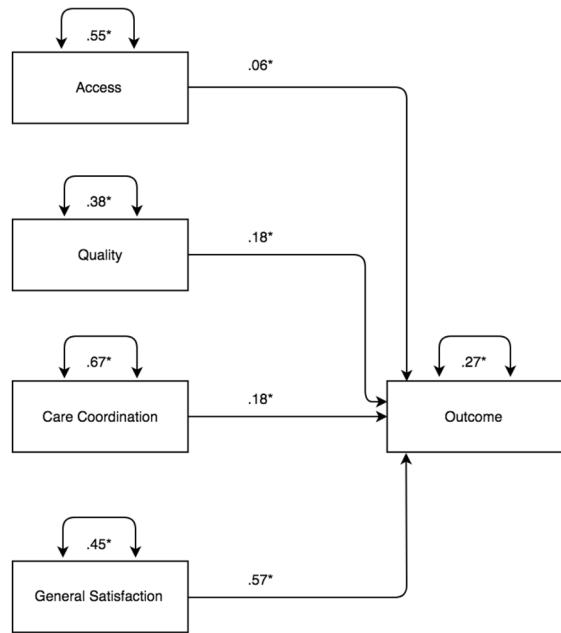 .55*
Access
.06*
.38*
Quality
.18*
.67*
Care Coordination
.18*
.27*
Outcome
.45*
General Satisfaction
.57*